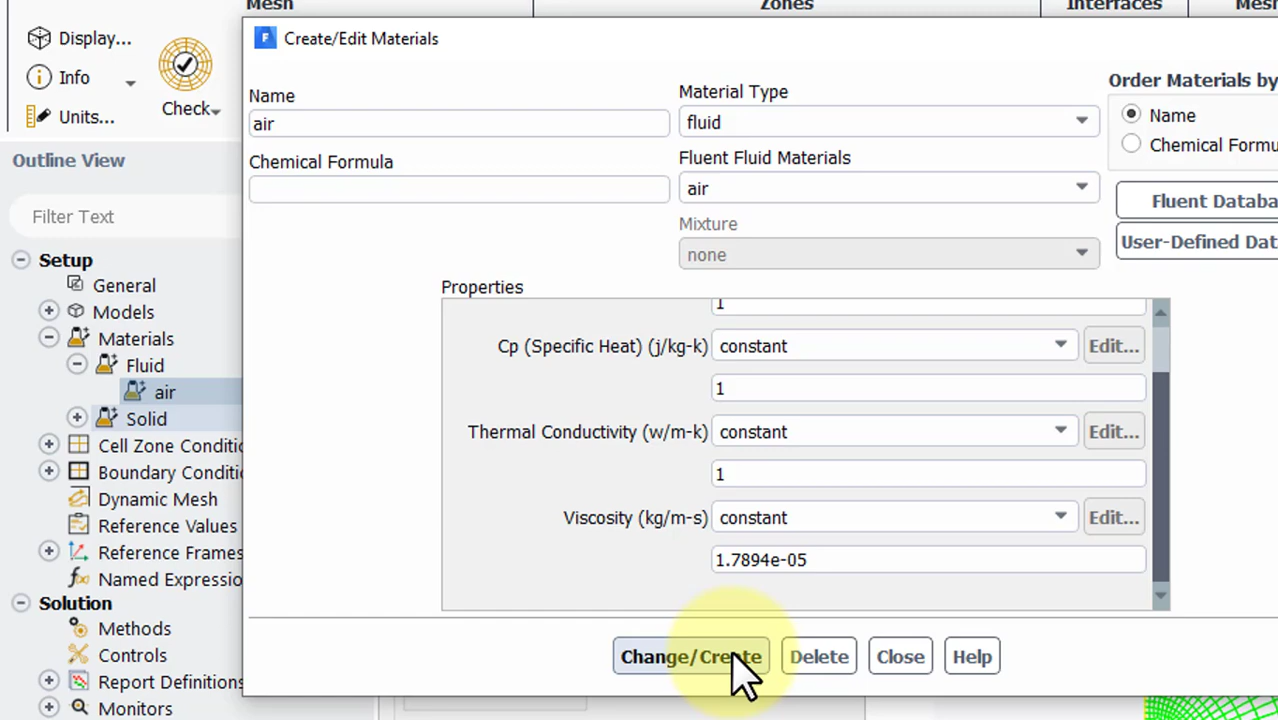 Mesh
Zones
Interfaces
Mesh
Display...
Info
Units...
Check
Outline View
Filter Text
Setup
General
Models
Materials
Fluid
air
Solid
Cell Zone Conditio
Boundary Conditi
Dynamic Mesh
Reference Values
Reference Frames
Named Expressio
Solution
Methods
Controls
Report Definitions
Monitors
F
Create/Edit Materials
Name
air
Chemical Formula
Material Type
fluid
Fluent Fluid Materials
air
Mixture
none
Order Materials by
Name
Chemical Formu
Fluent Databa
User-Defined Dat
Properties
1
Cp (Specific Heat) (j/kg-k)
constant
Edit...
1
Thermal Conductivity (w/m-k)
constant
Edit...
1
Viscosity (kg/m-s)
constant
Edit...
1.7894e-05
Change/Create
Delete
Close
Help